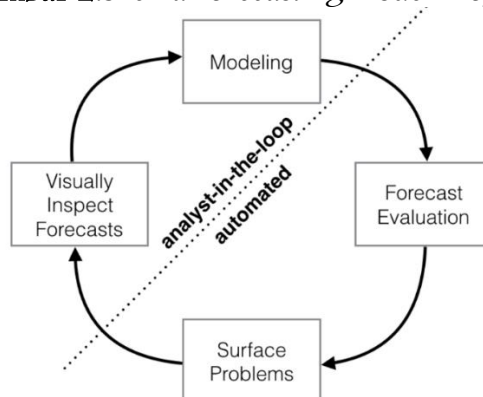 Modeling
analyst-in-the-loop
automated
Visually
Inspect
Forecasts
Forecast
Evaluation
Surface
Problems